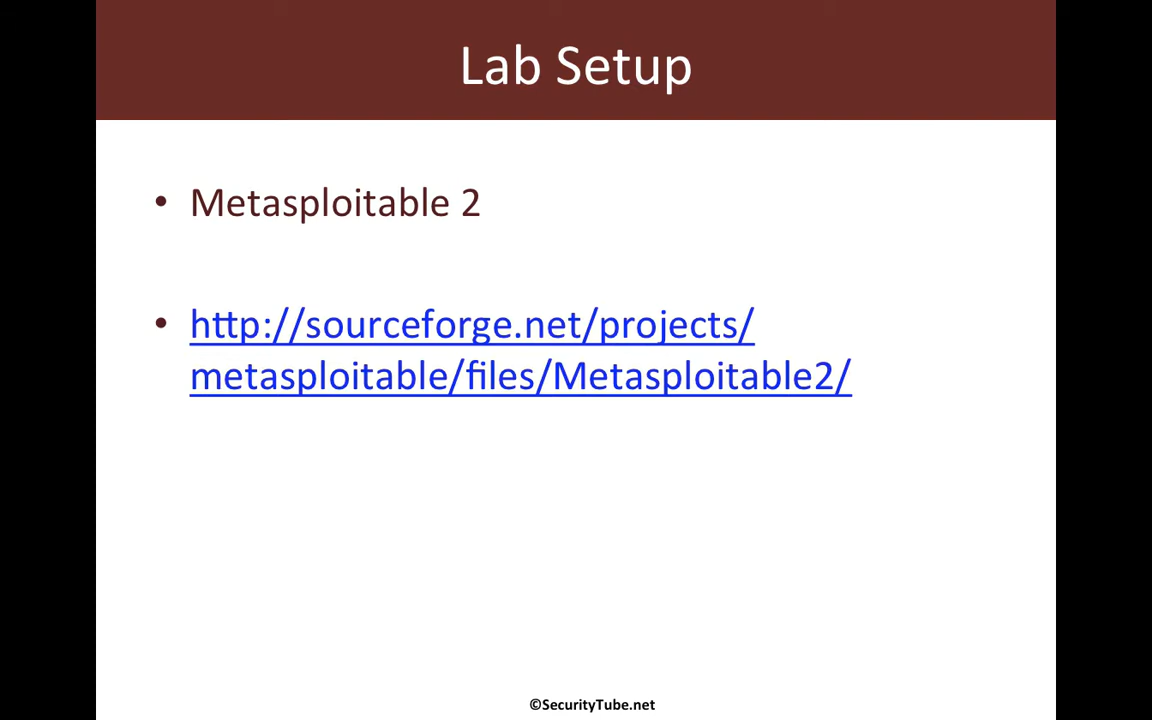 Lab Setup
• Metasploitable 2
• http://sourceforge.net/projects/
metasploitable/files/Metasploitable2/
©SecurityTube.net